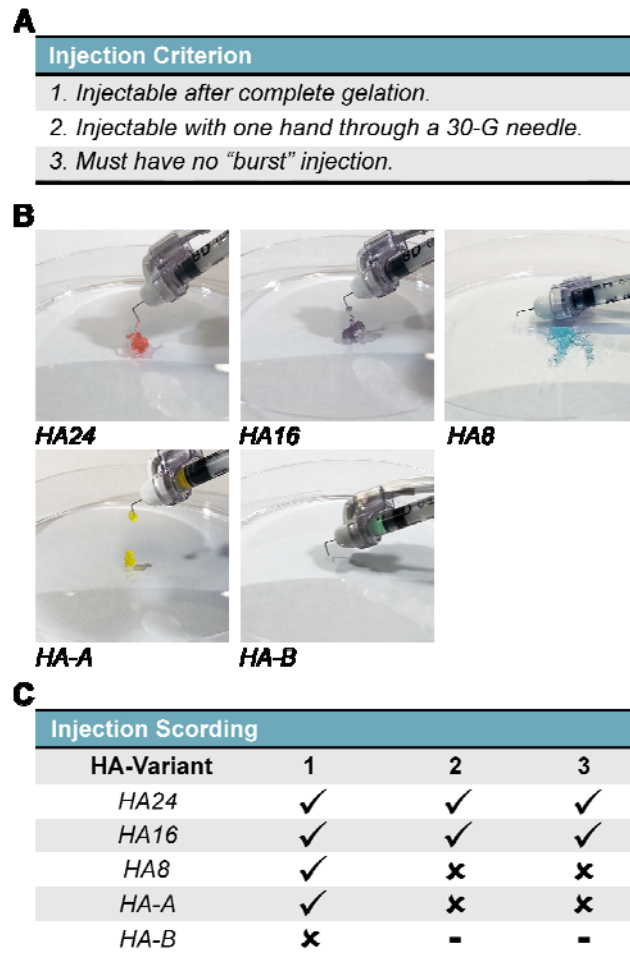 A
Injection Criterion
1. Injectable after complete gelation.
2. Injectable with one hand through a 30-G needle.
3. Must have no “burst” injection.
B
HA24 HA16 HA8
HA-A HA-B
C
Injection Scording
HA-Variant 1 2 3
HA24 ✓ ✓ ✓
HA16 ✓ ✓ ✓
HA8 ✓ ✘ ✘
HA-A ✓ ✘ ✘
HA-B ✘ - -